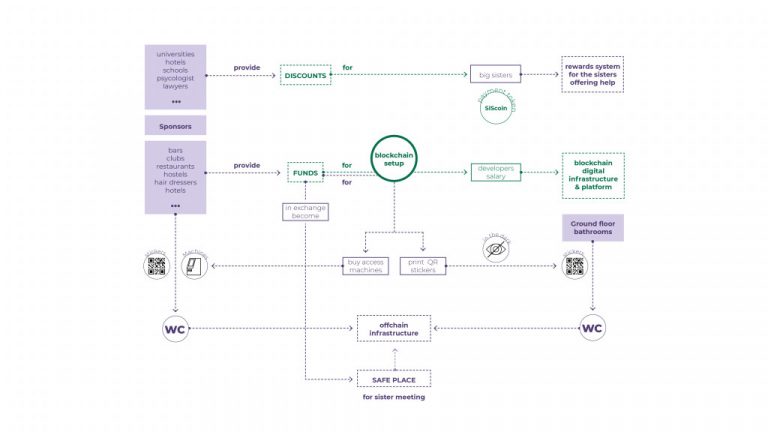 universities
hotels
schools
psycologist
lawyers
•••
provide
DISCOUNTS
for
big sisters
rewards system
for the sisters
offering help
payment token
SIScoin
Sponsors
bars
clubs
restaurants
hostels
hair dressers
hotels
•••
provide
FUNDS
for
for
blockchain
setup
developers
salary
blockchain
digital
infrastructure
& platform
in exchange
become
Ground floor
bathrooms
in the dark
stickers
Machines
buy access
machines
print QR
stickers
stickers
WC
offchain
infrastructure
WC
SAFE PLACE
for sister meeting